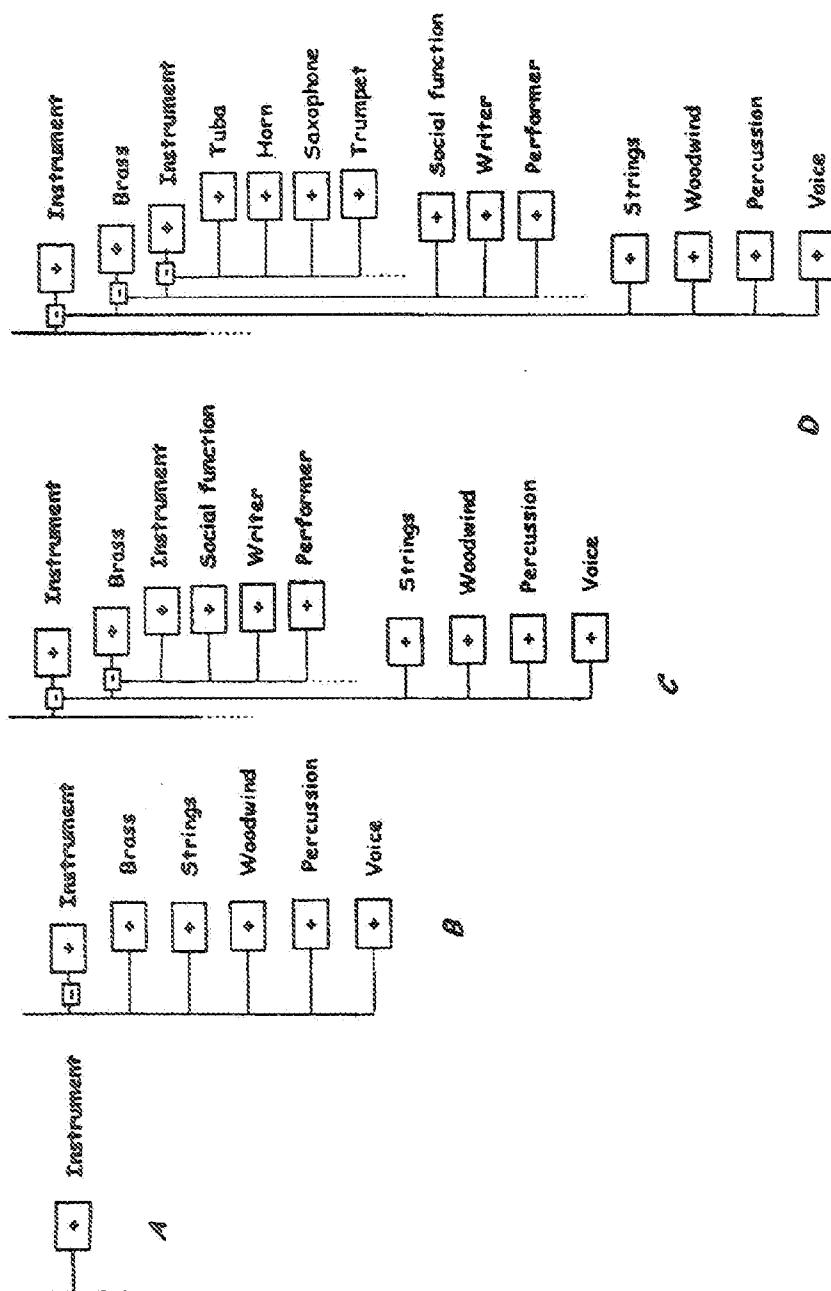 Instrument
A
Instrument
Brass
Strings
Woodwind
Percussion
Voice
B
Instrument
Brass
Instrument
Social function
Writer
Performer
Strings
Woodwind
Percussion
Voice
C
Instrument
Brass
Instrument
Tuba
Horn
Saxophone
Trumpet
Social function
Writer
Performer
Strings
Woodwind
Percussion
Voice
D